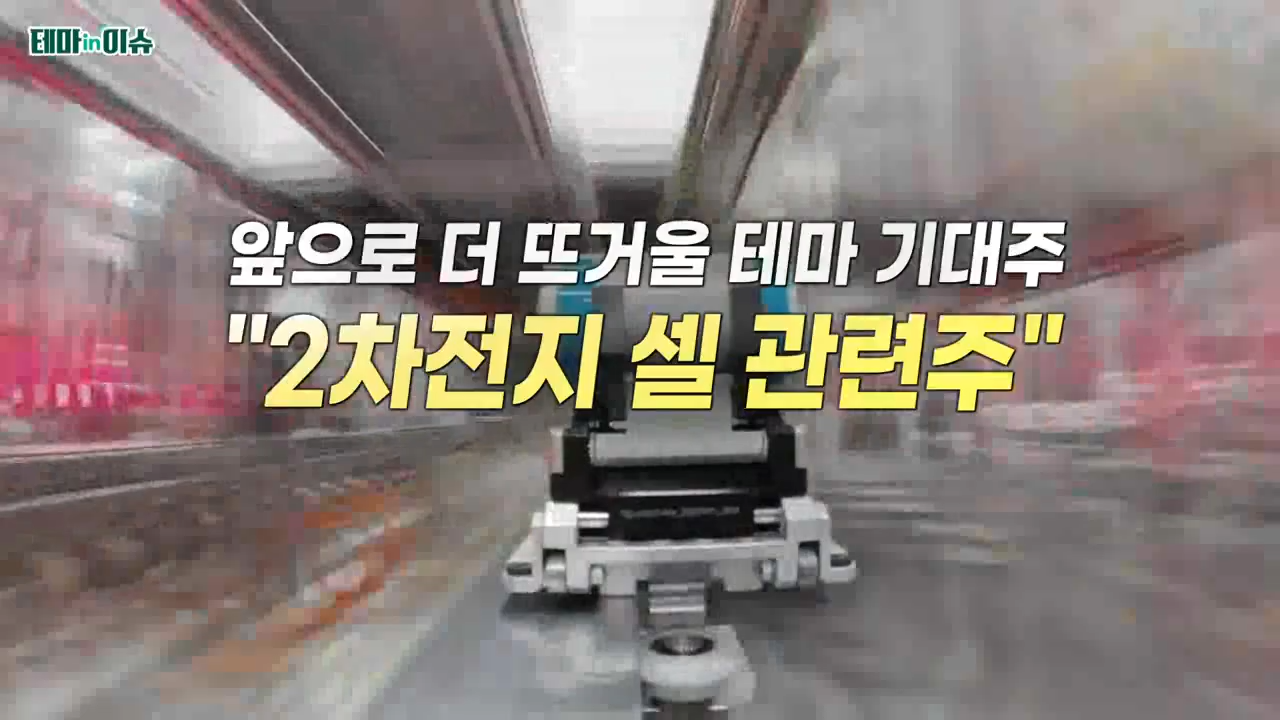 테마in이슈
앞으로 더 뜨거울 테마 기대주
"2차전지 셀 관련주"